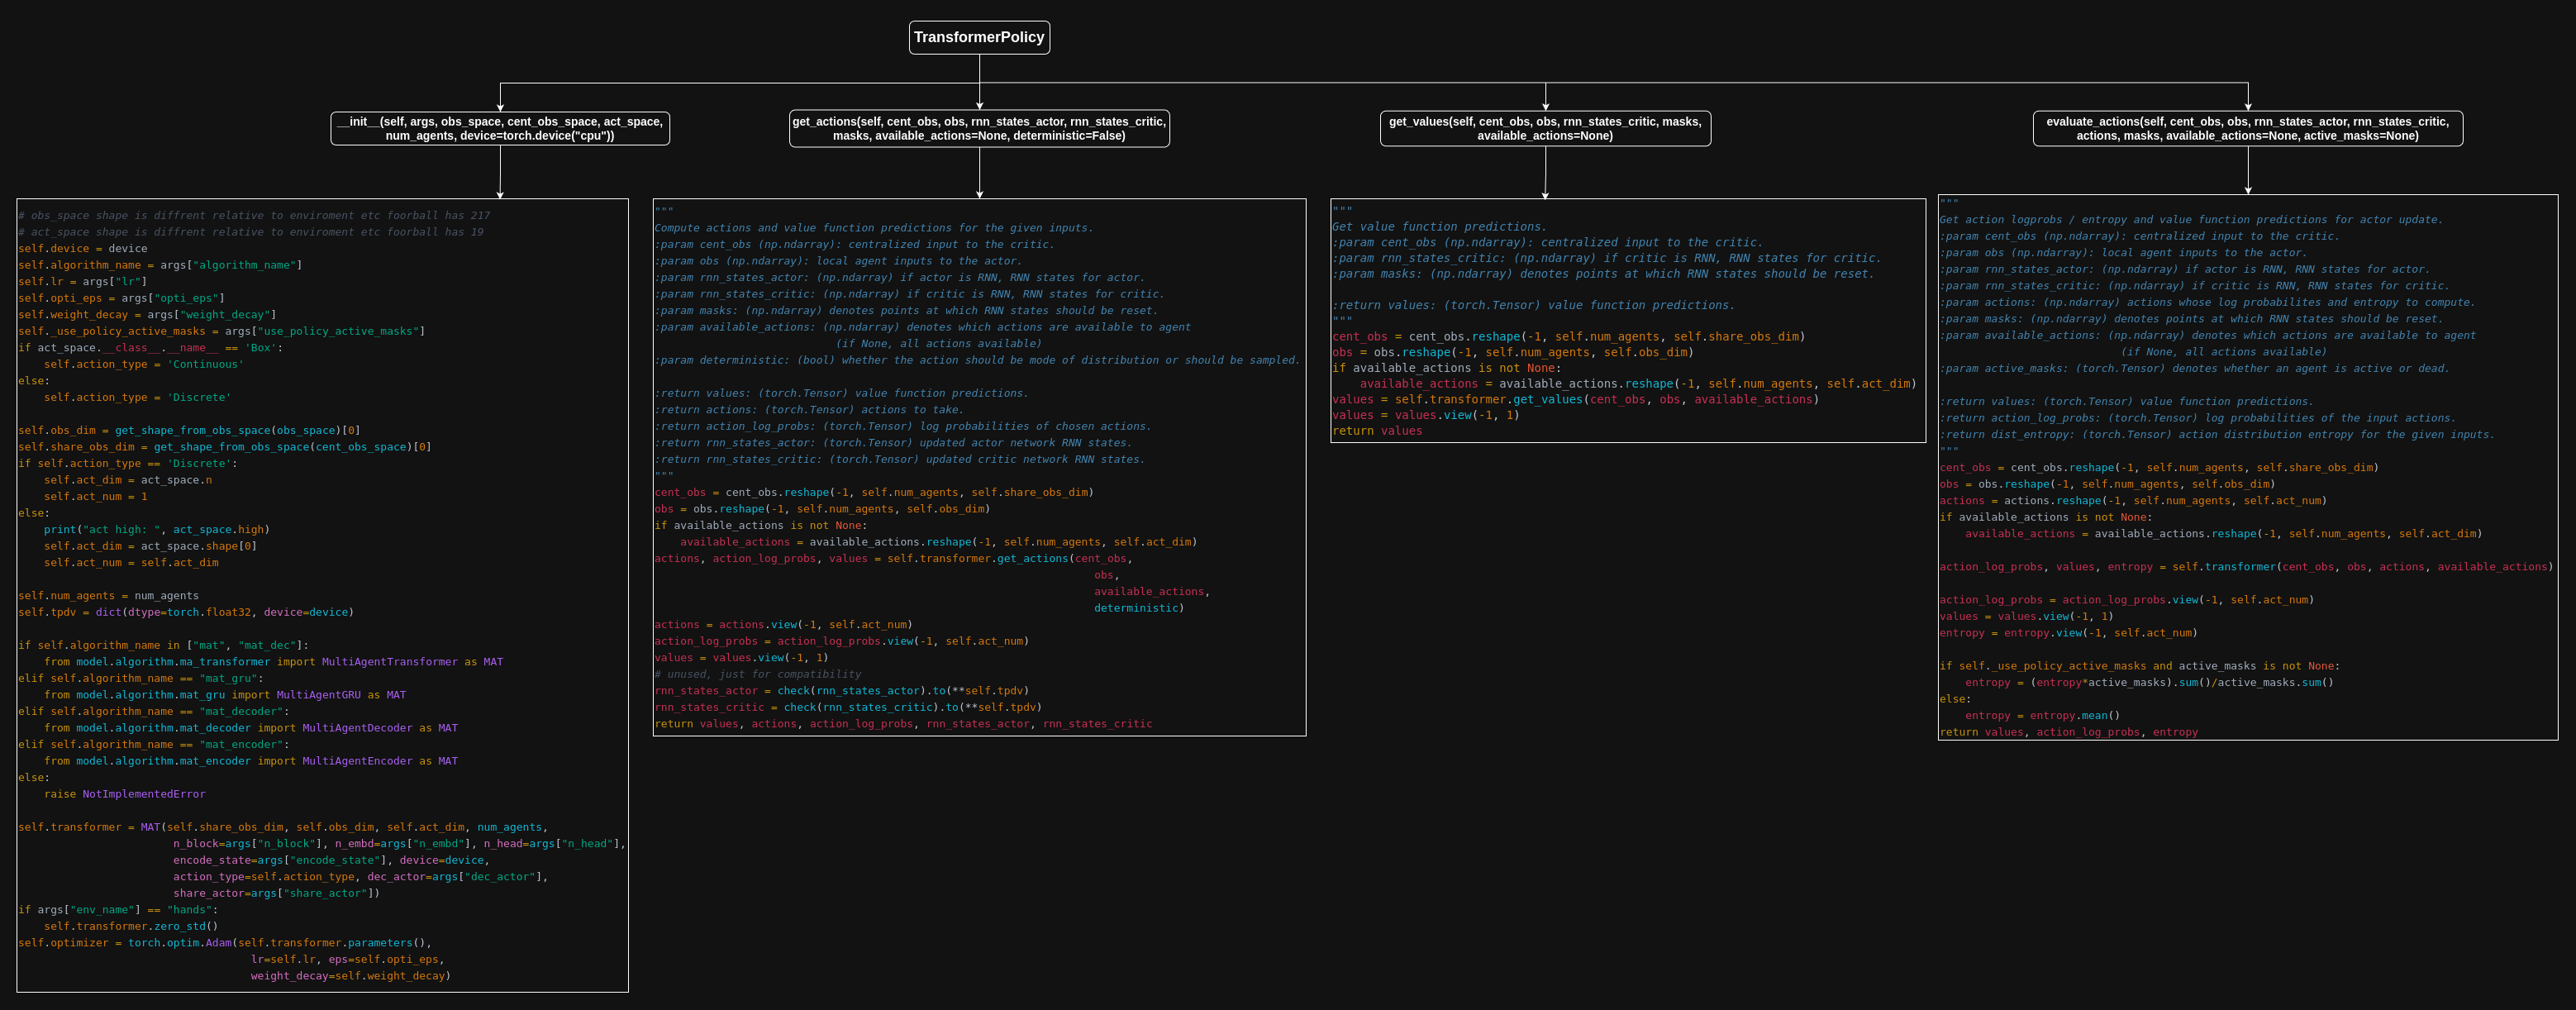 TransformerPolicy
__init__(self, args, obs_space, cent_obs_space, act_space,
num_agents, device=torch.device("cpu"))
get_actions(self, cent_obs, obs, rnn_states_actor, rnn_states_critic,
masks, available_actions=None, deterministic=False)
get_values(self, cent_obs, obs, rnn_states_critic, masks,
available_actions=None)
evaluate_actions(self, cent_obs, obs, rnn_states_actor, rnn_states_critic,
actions, masks, available_actions=None, active_masks=None)
# obs_space shape is diffrent relative to enviroment etc foorball has 217
# act_space shape is diffrent relative to enviroment etc foorball has 19
self.device = device
self.algorithm_name = args["algorithm_name"]
self.lr = args["lr"]
self.opti_eps = args["opti_eps"]
self.weight_decay = args["weight_decay"]
self._use_policy_active_masks = args["use_policy_active_masks"]
if act_space.__class__.__name__ == 'Box':
    self.action_type = 'Continuous'
else:
    self.action_type = 'Discrete'
self.obs_dim = get_shape_from_obs_space(obs_space)[0]
self.share_obs_dim = get_shape_from_obs_space(cent_obs_space)[0]
if self.action_type == 'Discrete':
    self.act_dim = act_space.n
    self.act_num = 1
else:
    print("act high: ", act_space.high)
    self.act_dim = act_space.shape[0]
    self.act_num = self.act_dim
self.num_agents = num_agents
self.tpdv = dict(dtype=torch.float32, device=device)
if self.algorithm_name in ["mat", "mat_dec"]:
    from model.algorithm.ma_transformer import MultiAgentTransformer as MAT
elif self.algorithm_name == "mat_gru":
    from model.algorithm.mat_gru import MultiAgentGRU as MAT
elif self.algorithm_name == "mat_decoder":
    from model.algorithm.mat_decoder import MultiAgentDecoder as MAT
elif self.algorithm_name == "mat_encoder":
    from model.algorithm.mat_encoder import MultiAgentEncoder as MAT
else:
    raise NotImplementedError
self.transformer = MAT(self.share_obs_dim, self.obs_dim, self.act_dim, num_agents,
                       n_block=args["n_block"], n_embd=args["n_embd"], n_head=args["n_head"],
                       encode_state=args["encode_state"], device=device,
                       action_type=self.action_type, dec_actor=args["dec_actor"],
                       share_actor=args["share_actor"])
if args["env_name"] == "hands":
    self.transformer.zero_std()
self.optimizer = torch.optim.Adam(self.transformer.parameters(),
                                  lr=self.lr, eps=self.opti_eps,
                                  weight_decay=self.weight_decay)
"""
Compute actions and value function predictions for the given inputs.
:param cent_obs (np.ndarray): centralized input to the critic.
:param obs (np.ndarray): local agent inputs to the actor.
:param rnn_states_actor: (np.ndarray) if actor is RNN, RNN states for actor.
:param rnn_states_critic: (np.ndarray) if critic is RNN, RNN states for critic.
:param masks: (np.ndarray) denotes points at which RNN states should be reset.
:param available_actions: (np.ndarray) denotes which actions are available to agent
                          (if None, all actions available)
:param deterministic: (bool) whether the action should be mode of distribution or should be sampled.
:return values: (torch.Tensor) value function predictions.
:return actions: (torch.Tensor) actions to take.
:return action_log_probs: (torch.Tensor) log probabilities of chosen actions.
:return rnn_states_actor: (torch.Tensor) updated actor network RNN states.
:return rnn_states_critic: (torch.Tensor) updated critic network RNN states.
"""
cent_obs = cent_obs.reshape(-1, self.num_agents, self.share_obs_dim)
obs = obs.reshape(-1, self.num_agents, self.obs_dim)
if available_actions is not None:
    available_actions = available_actions.reshape(-1, self.num_agents, self.act_dim)
actions, action_log_probs, values = self.transformer.get_actions(cent_obs,
                                                                 obs,
                                                                 available_actions,
                                                                 deterministic)
actions = actions.view(-1, self.act_num)
action_log_probs = action_log_probs.view(-1, self.act_num)
values = values.view(-1, 1)
# unused, just for compatibility
rnn_states_actor = check(rnn_states_actor).to(**self.tpdv)
rnn_states_critic = check(rnn_states_critic).to(**self.tpdv)
return values, actions, action_log_probs, rnn_states_actor, rnn_states_critic
"""
Get value function predictions.
:param cent_obs (np.ndarray): centralized input to the critic.
:param rnn_states_critic: (np.ndarray) if critic is RNN, RNN states for critic.
:param masks: (np.ndarray) denotes points at which RNN states should be reset.
:return values: (torch.Tensor) value function predictions.
"""
cent_obs = cent_obs.reshape(-1, self.num_agents, self.share_obs_dim)
obs = obs.reshape(-1, self.num_agents, self.obs_dim)
if available_actions is not None:
    available_actions = available_actions.reshape(-1, self.num_agents, self.act_dim)
values = self.transformer.get_values(cent_obs, obs, available_actions)
values = values.view(-1, 1)
return values
"""
Get action logprobs / entropy and value function predictions for actor update.
:param cent_obs (np.ndarray): centralized input to the critic.
:param obs (np.ndarray): local agent inputs to the actor.
:param rnn_states_actor: (np.ndarray) if actor is RNN, RNN states for actor.
:param rnn_states_critic: (np.ndarray) if critic is RNN, RNN states for critic.
:param actions: (np.ndarray) actions whose log probabilites and entropy to compute.
:param masks: (np.ndarray) denotes points at which RNN states should be reset.
:param available_actions: (np.ndarray) denotes which actions are available to agent
                          (if None, all actions available)
:param active_masks: (torch.Tensor) denotes whether an agent is active or dead.
:return values: (torch.Tensor) value function predictions.
:return action_log_probs: (torch.Tensor) log probabilities of the input actions.
:return dist_entropy: (torch.Tensor) action distribution entropy for the given inputs.
"""
cent_obs = cent_obs.reshape(-1, self.num_agents, self.share_obs_dim)
obs = obs.reshape(-1, self.num_agents, self.obs_dim)
actions = actions.reshape(-1, self.num_agents, self.act_num)
if available_actions is not None:
    available_actions = available_actions.reshape(-1, self.num_agents, self.act_dim)
action_log_probs, values, entropy = self.transformer(cent_obs, obs, actions, available_actions)
action_log_probs = action_log_probs.view(-1, self.act_num)
values = values.view(-1, 1)
entropy = entropy.view(-1, self.act_num)
if self._use_policy_active_masks and active_masks is not None:
    entropy = (entropy*active_masks).sum()/active_masks.sum()
else:
    entropy = entropy.mean()
return values, action_log_probs, entropy